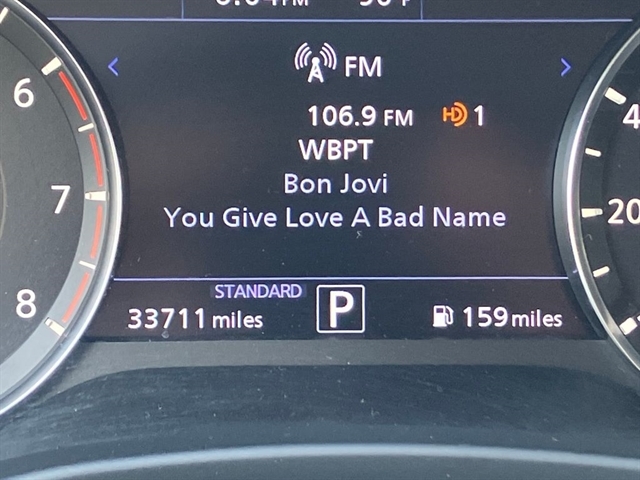 FM
106.9 FM HD 1
WBPT
Bon Jovi
You Give Love A Bad Name
STANDARD
33711 miles P 159 miles
6
7
8
20